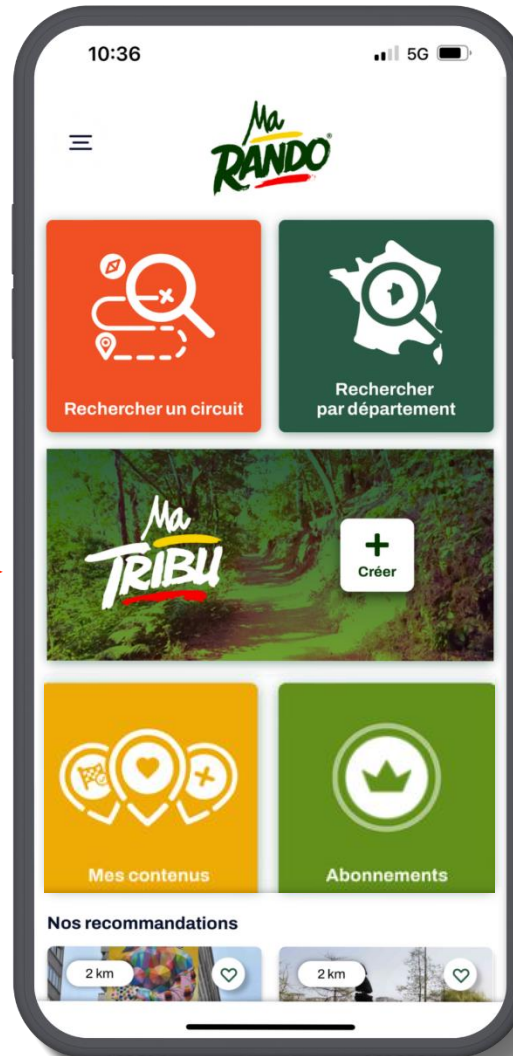 10:36
5G
Ma
RANDO®
Rechercher un circuit
Rechercher
par département
Ma
TRIBU
+
Créer
Mes contenus
Abonnements
Nos recommandations
2 km
2 km